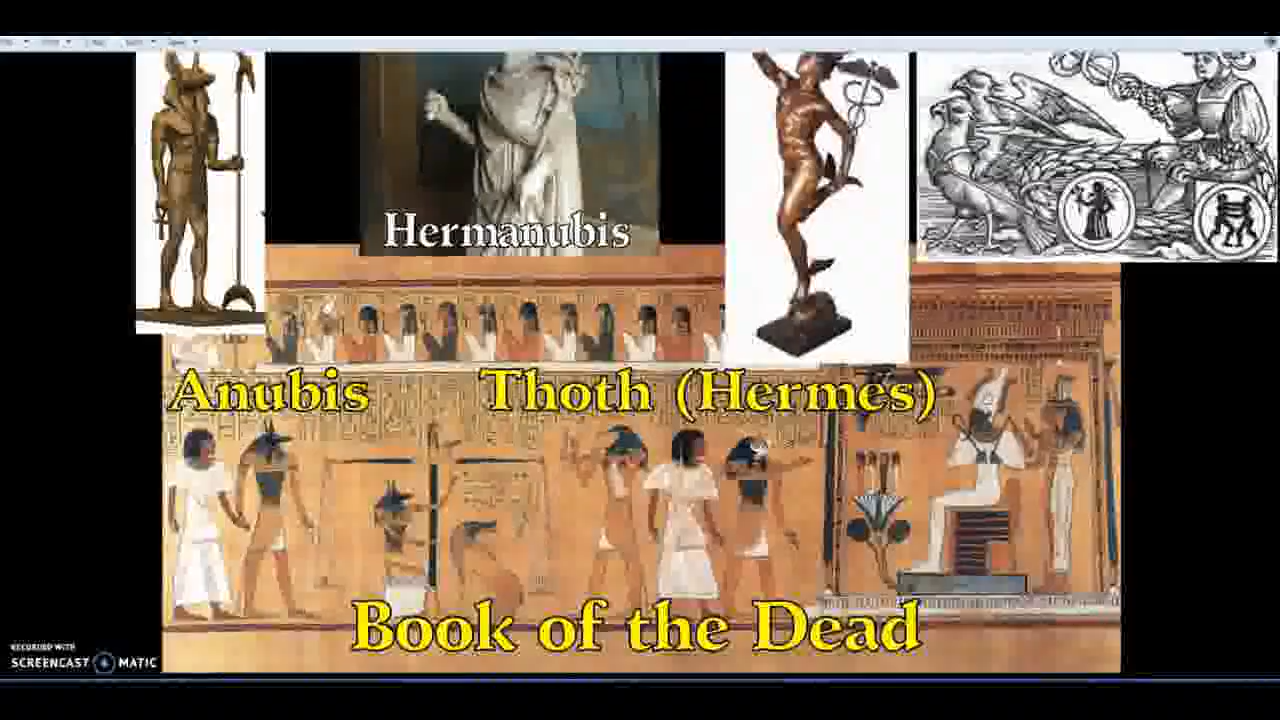 Hermanubis
Anubis
Thoth (Hermes)
Book of the Dead
RECORDED WITH
SCREENCAST MATIC